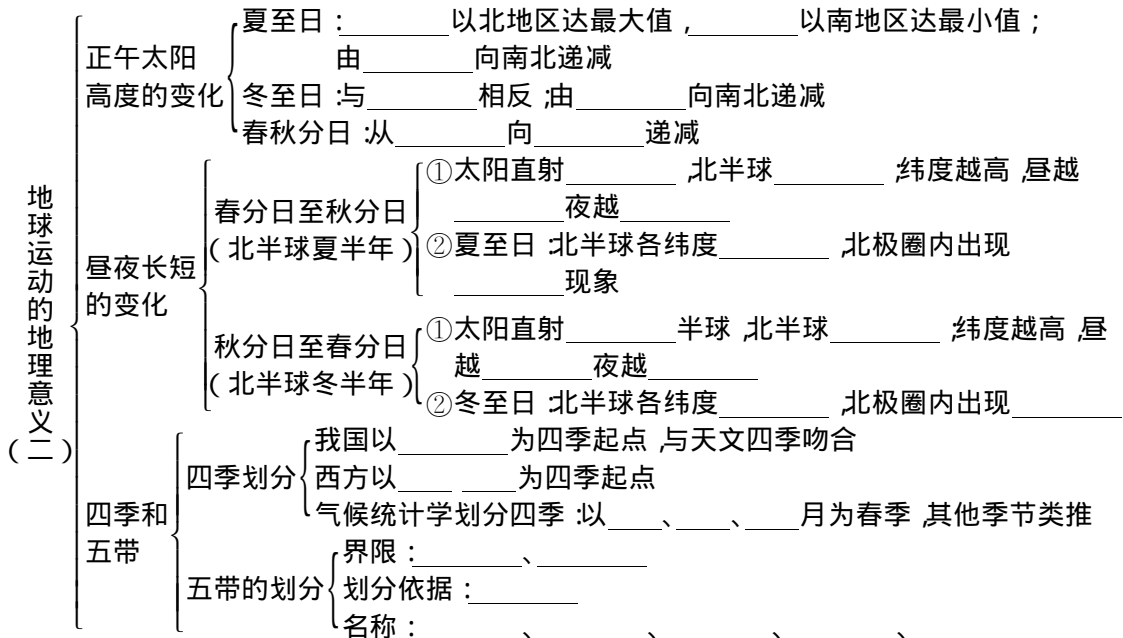 地球运动的地理意义(二)
正午太阳
高度的变化
夏至日:________以北地区达最大值,________以南地区达最小值;
由________向南北递减
冬至日:与________相反;由________向南北递减
春秋分日:从________向________递减
昼夜长短
的变化
春分日至秋分日
(北半球夏半年)
①太阳直射________,北半球________;纬度越高,昼越
________夜越________
②夏至日:北半球各纬度________,北极圈内出现
________现象
秋分日至春分日
(北半球冬半年)
①太阳直射________半球,北半球________;纬度越高,昼
越________夜越________
②冬至日:北半球各纬度________,北极圈内出现________
四季和
五带
四季划分
我国以________为四季起点,与天文四季吻合
西方以____ ____为四季起点
气候统计学划分四季:以____、____、____月为春季,其他季节类推
五带的划分
界限:________、________
划分依据:________
名称:________、________、________、________、